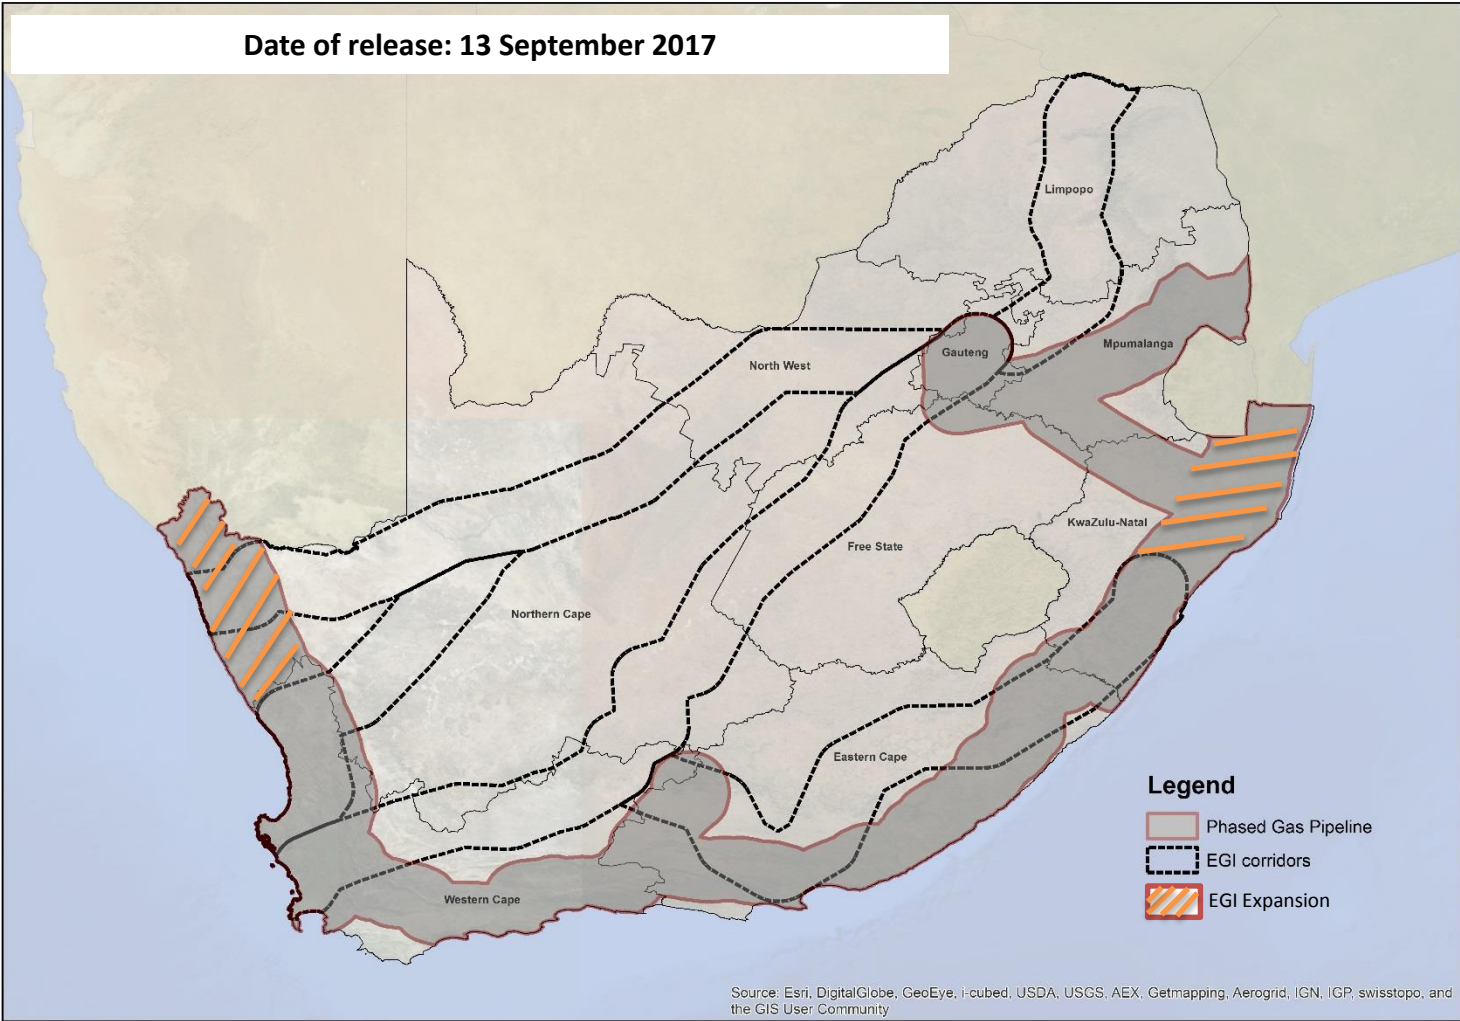 Date of release: 13 September 2017
Limpopo
Mpumalanga
Gauteng
North West
KwaZulu-Natal
Free State
Northern Cape
Eastern Cape
Western Cape
Legend
Phased Gas Pipeline
EGI corridors
EGI Expansion
Source: Esri, DigitalGlobe, GeoEye, i-cubed, USDA, USGS, AEX, Getmapping, Aerogrid, IGN, IGP, swisstopo, and
the GIS User Community